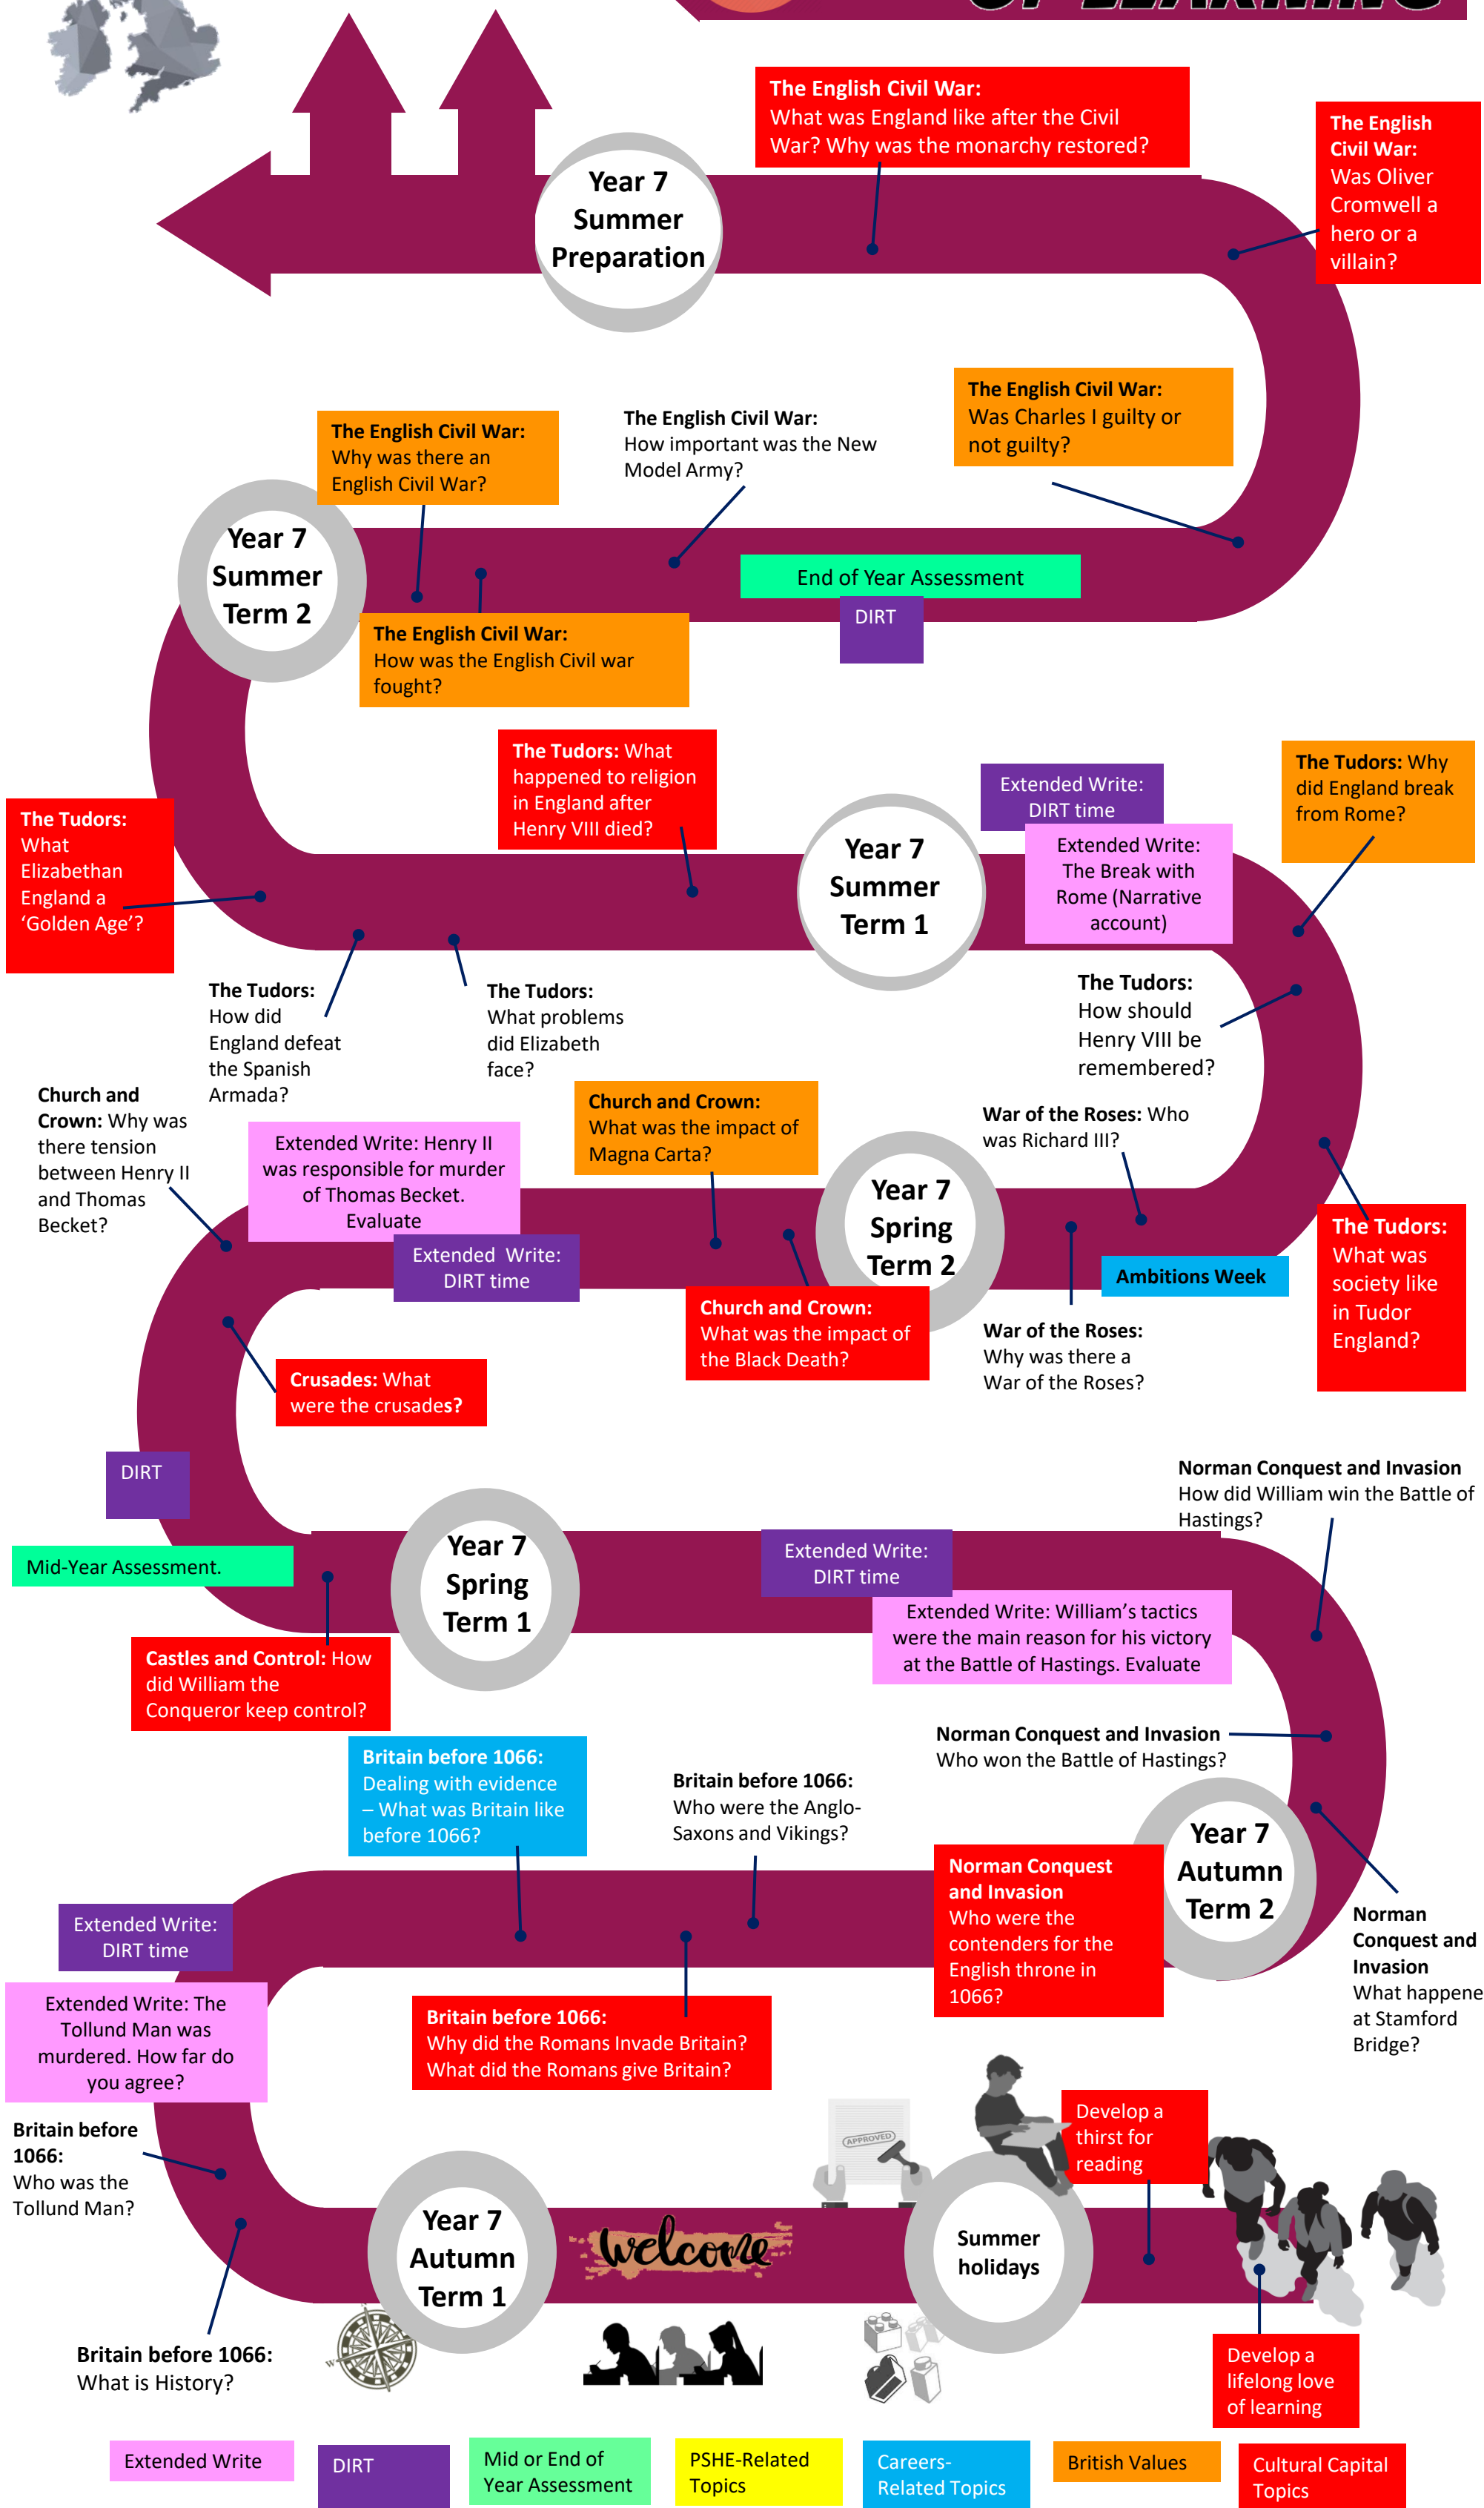 OF LEARNING
The English Civil War:
What was England like after the Civil
War? Why was the monarchy restored?
The English
Civil War:
Was Oliver
Cromwell a
hero or a
villain?
Year 7
Summer
Preparation
The English Civil War:
Was Charles I guilty or
not guilty?
The English Civil War:
How important was the New
Model Army?
The English Civil War:
Why was there an
English Civil War?
Year 7
Summer
Term 2
End of Year Assessment
DIRT
The English Civil War:
How was the English Civil war
fought?
The Tudors: What
happened to religion
in England after
Henry VIII died?
The Tudors: Why
did England break
from Rome?
Extended Write:
DIRT time
Extended Write:
The Break with
Rome (Narrative
account)
The Tudors:
What
Elizabethan
England a
‘Golden Age’?
Year 7
Summer
Term 1
The Tudors:
How did
England defeat
the Spanish
Armada?
The Tudors:
What problems
did Elizabeth
face?
The Tudors:
How should
Henry VIII be
remembered?
Church and
Crown: Why was
there tension
between Henry II
and Thomas
Becket?
Extended Write: Henry II
was responsible for murder
of Thomas Becket.
Evaluate
Extended Write:
DIRT time
Church and Crown:
What was the impact of
Magna Carta?
War of the Roses: Who
was Richard III?
Year 7
Spring
Term 2
The Tudors:
What was
society like
in Tudor
England?
Ambitions Week
Church and Crown:
What was the impact of
the Black Death?
War of the Roses:
Why was there a
War of the Roses?
Crusades: What
were the crusades?
DIRT
Mid-Year Assessment.
Year 7
Spring
Term 1
Norman Conquest and Invasion
How did William win the Battle of
Hastings?
Extended Write:
DIRT time
Extended Write: William’s tactics
were the main reason for his victory
at the Battle of Hastings. Evaluate
Castles and Control: How
did William the
Conqueror keep control?
Norman Conquest and Invasion
Who won the Battle of Hastings?
Britain before 1066:
Dealing with evidence
– What was Britain like
before 1066?
Britain before 1066:
Who were the Anglo-
Saxons and Vikings?
Year 7
Autumn
Term 2
Norman Conquest
and Invasion
Who were the
contenders for the
English throne in
1066?
Norman
Conquest and
Invasion
What happene
at Stamford
Bridge?
Extended Write:
DIRT time
Extended Write: The
Tollund Man was
murdered. How far do
you agree?
Britain before 1066:
Why did the Romans Invade Britain?
What did the Romans give Britain?
Britain before
1066:
Who was the
Tollund Man?
APPROVED
Develop a
thirst for
reading
Year 7
Autumn
Term 1
welcome
Summer
holidays
Britain before 1066:
What is History?
Develop a
lifelong love
of learning
Extended Write
DIRT
Mid or End of
Year Assessment
PSHE-Related
Topics
Careers-
Related Topics
British Values
Cultural Capital
Topics